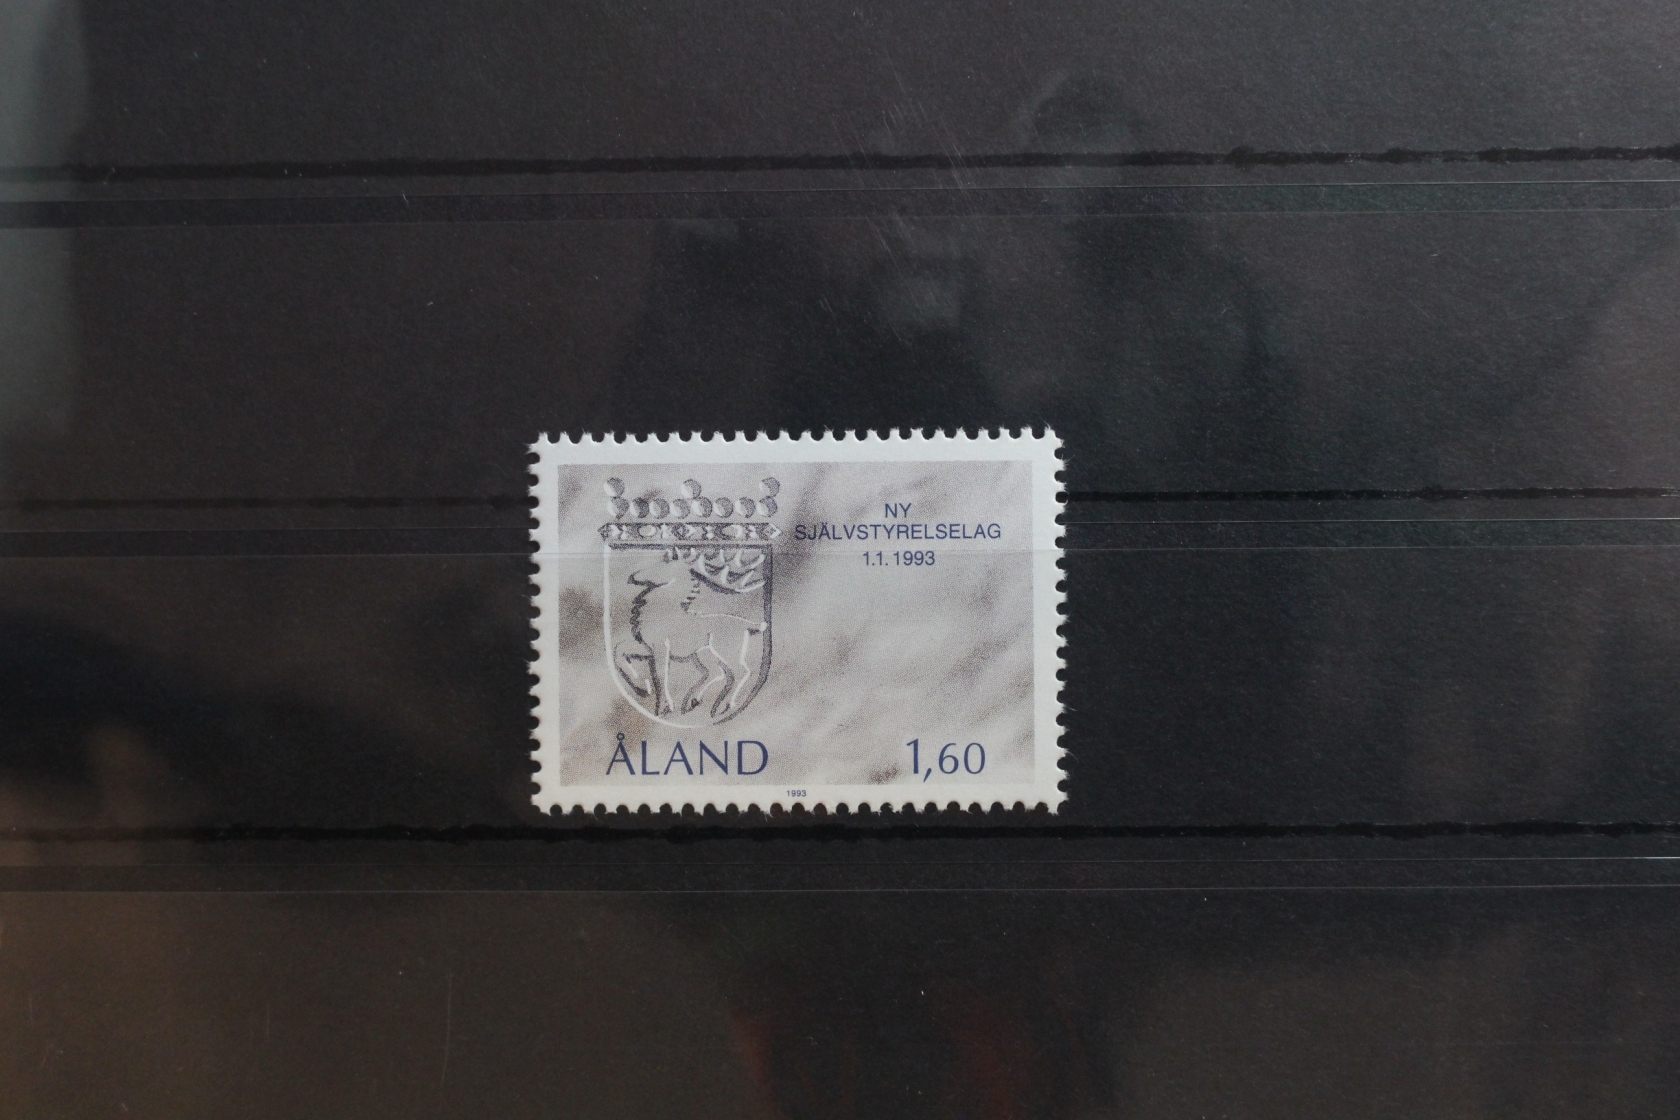 NY
SJÄLVSTYRELSELAG
1.1.1993
ÅLAND 1,60
1993